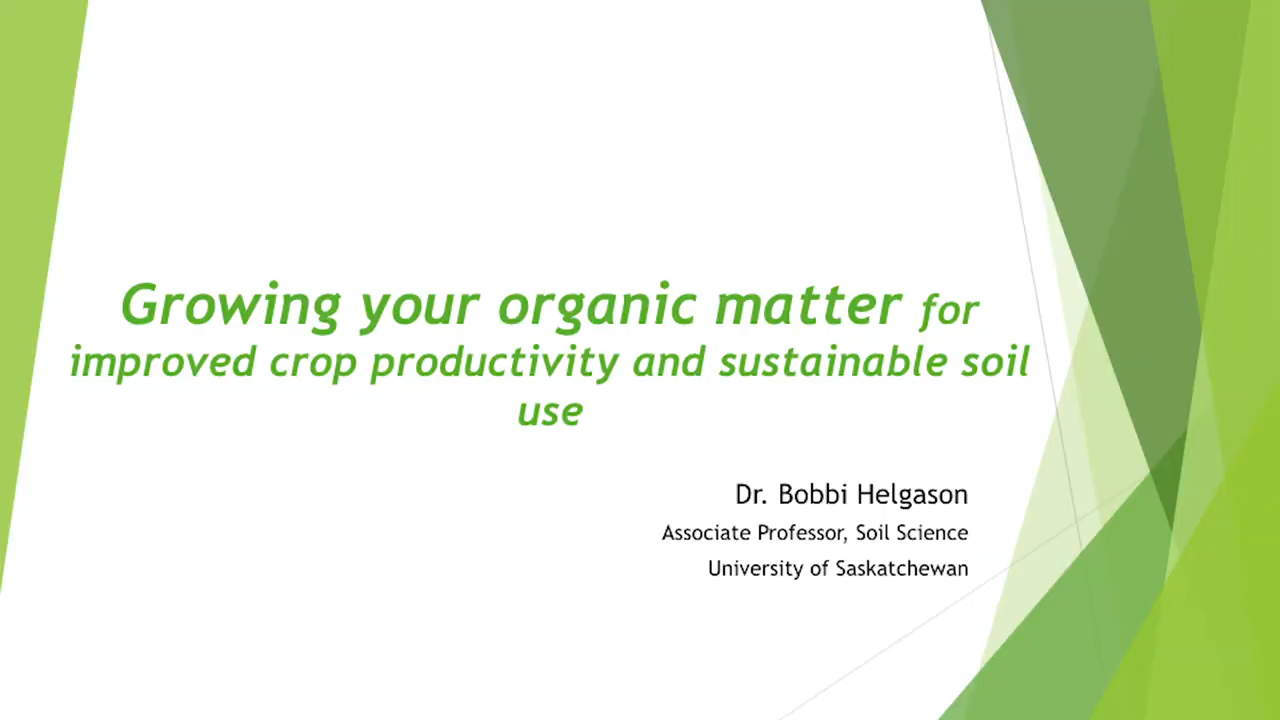 Growing your organic matter for
improved crop productivity and sustainable soil
use
Dr. Bobbi Helgason
Associate Professor, Soil Science
University of Saskatchewan